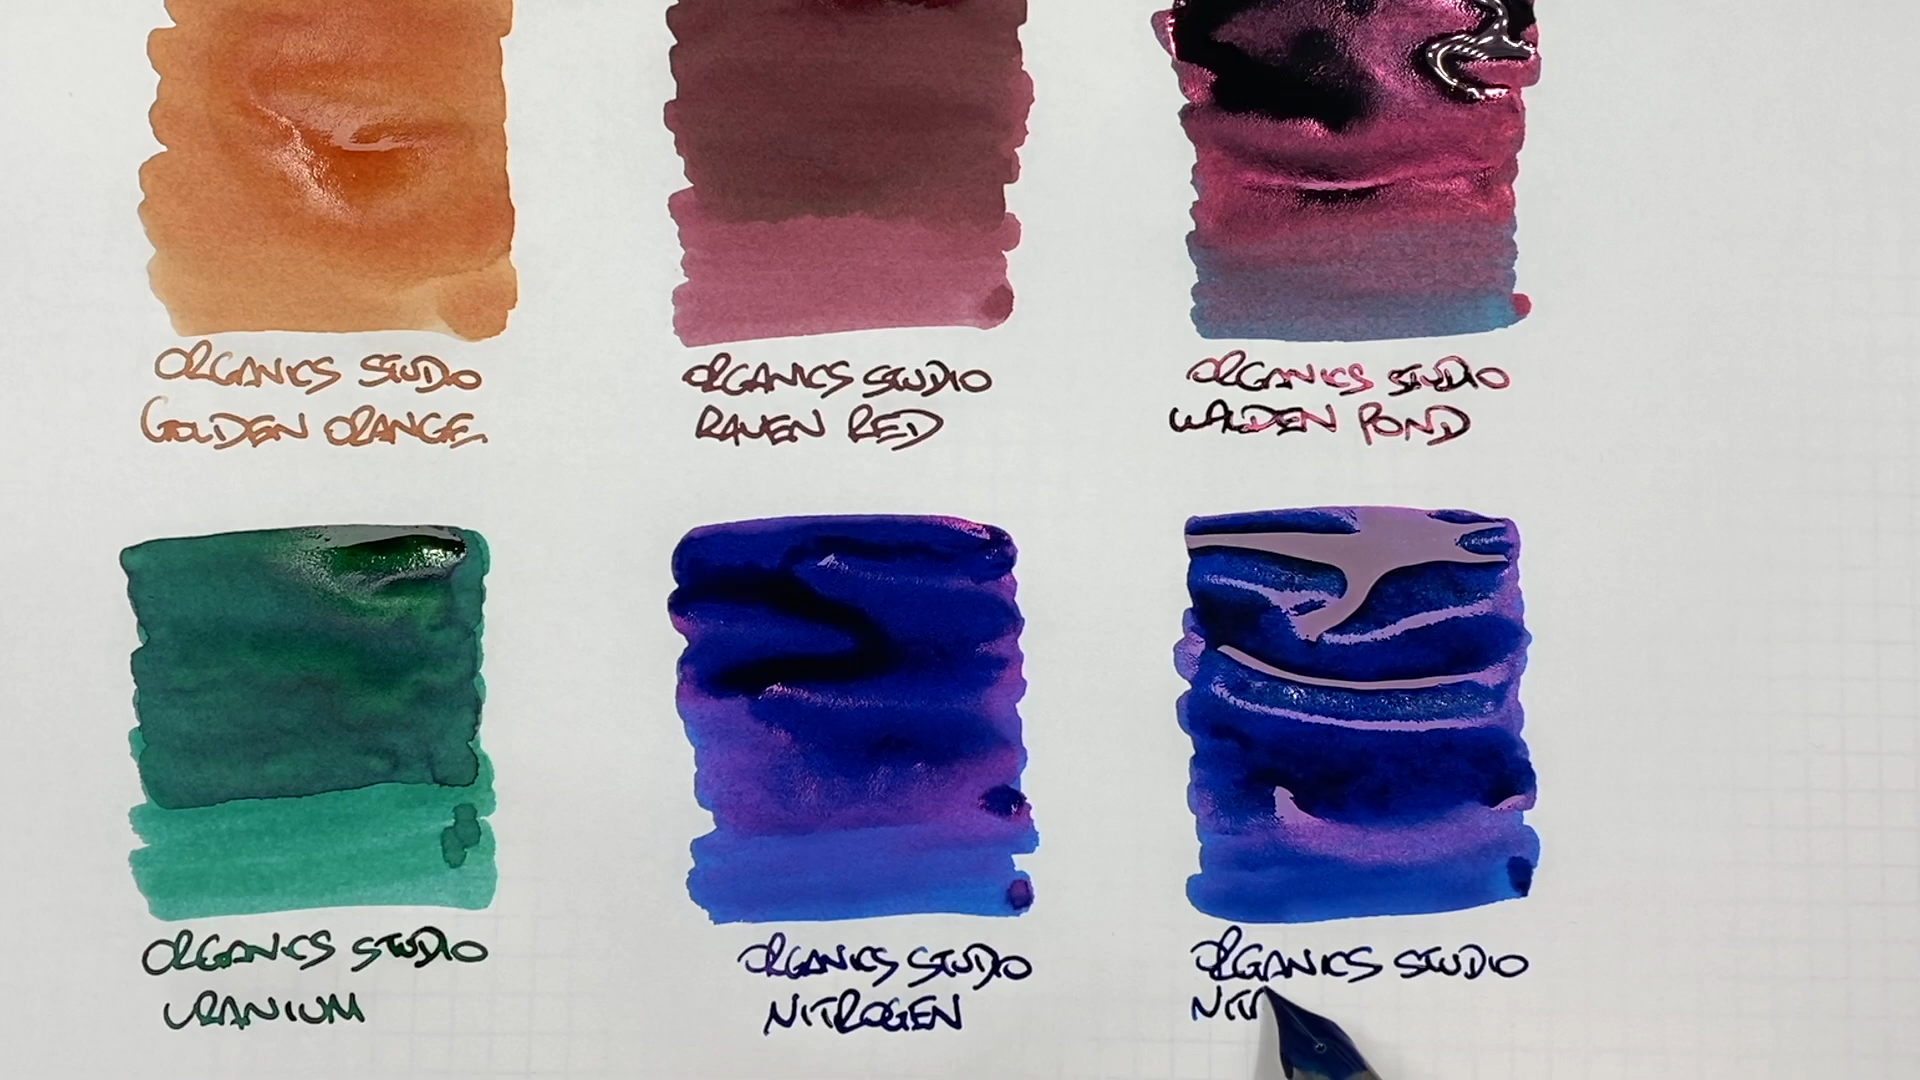 ORGANICS STUDIO
GOLDEN ORANGE
ORGANICS STUDIO
RAVEN RED
ORGANICS STUDIO
WALDEN POND
ORGANICS STUDIO
URANIUM
ORGANICS STUDIO
NITROGEN
ORGANICS STUDIO
NITR